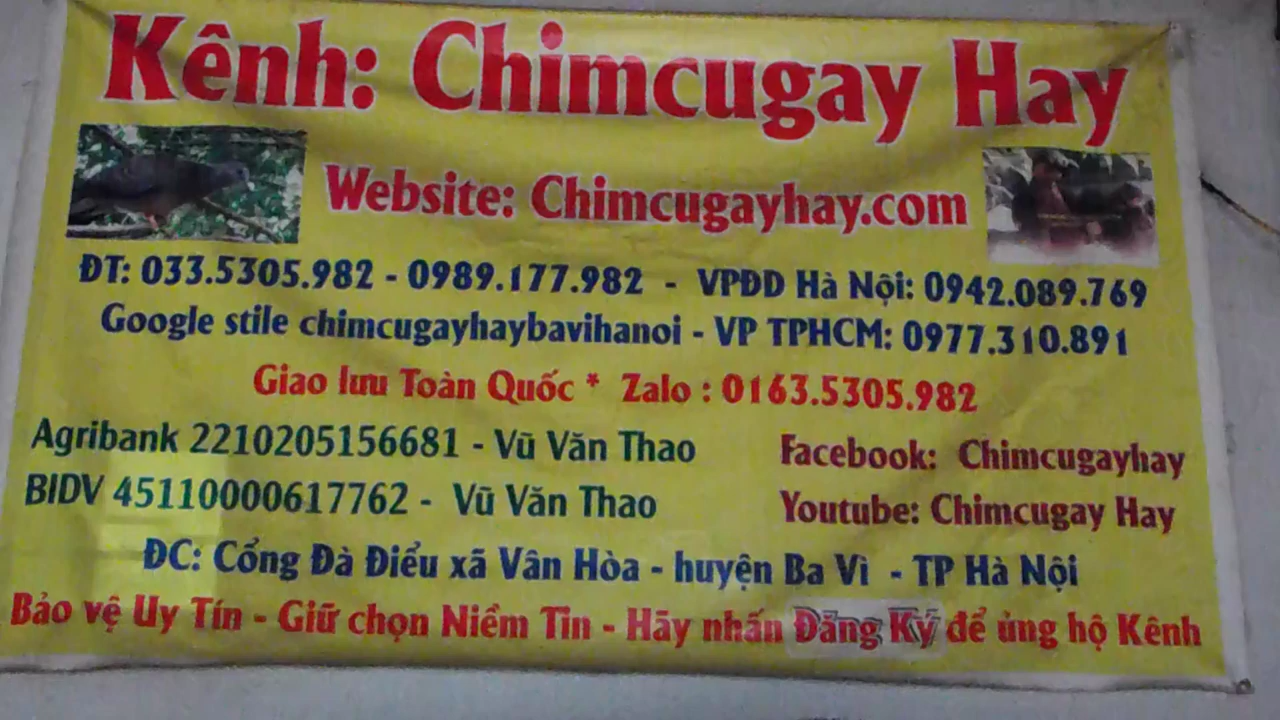 Kênh: Chimcugay Hay
Website: Chimcugayhay.com
ĐT: 033.5305.982 - 0989.177.982 - VPĐD Hà Nội: 0942.089.769
Google stile chimcugayhaybavihanoi - VP TPHCM: 0977.310.891
Giao lưu Toàn Quốc * Zalo : 0163.5305.982
Agribank 2210205156681 - Vũ Văn Thao
Facebook: Chimcugayhay
BIDV 45110000617762 - Vũ Văn Thao
Youtube: Chimcugay Hay
ĐC: Cổng Đà Điểu xã Vân Hòa - huyện Ba Vì - TP Hà Nội
Bảo vệ Uy Tín - Giữ chọn Niềm Tin - Hãy nhấn Đăng Ký để ủng hộ Kênh